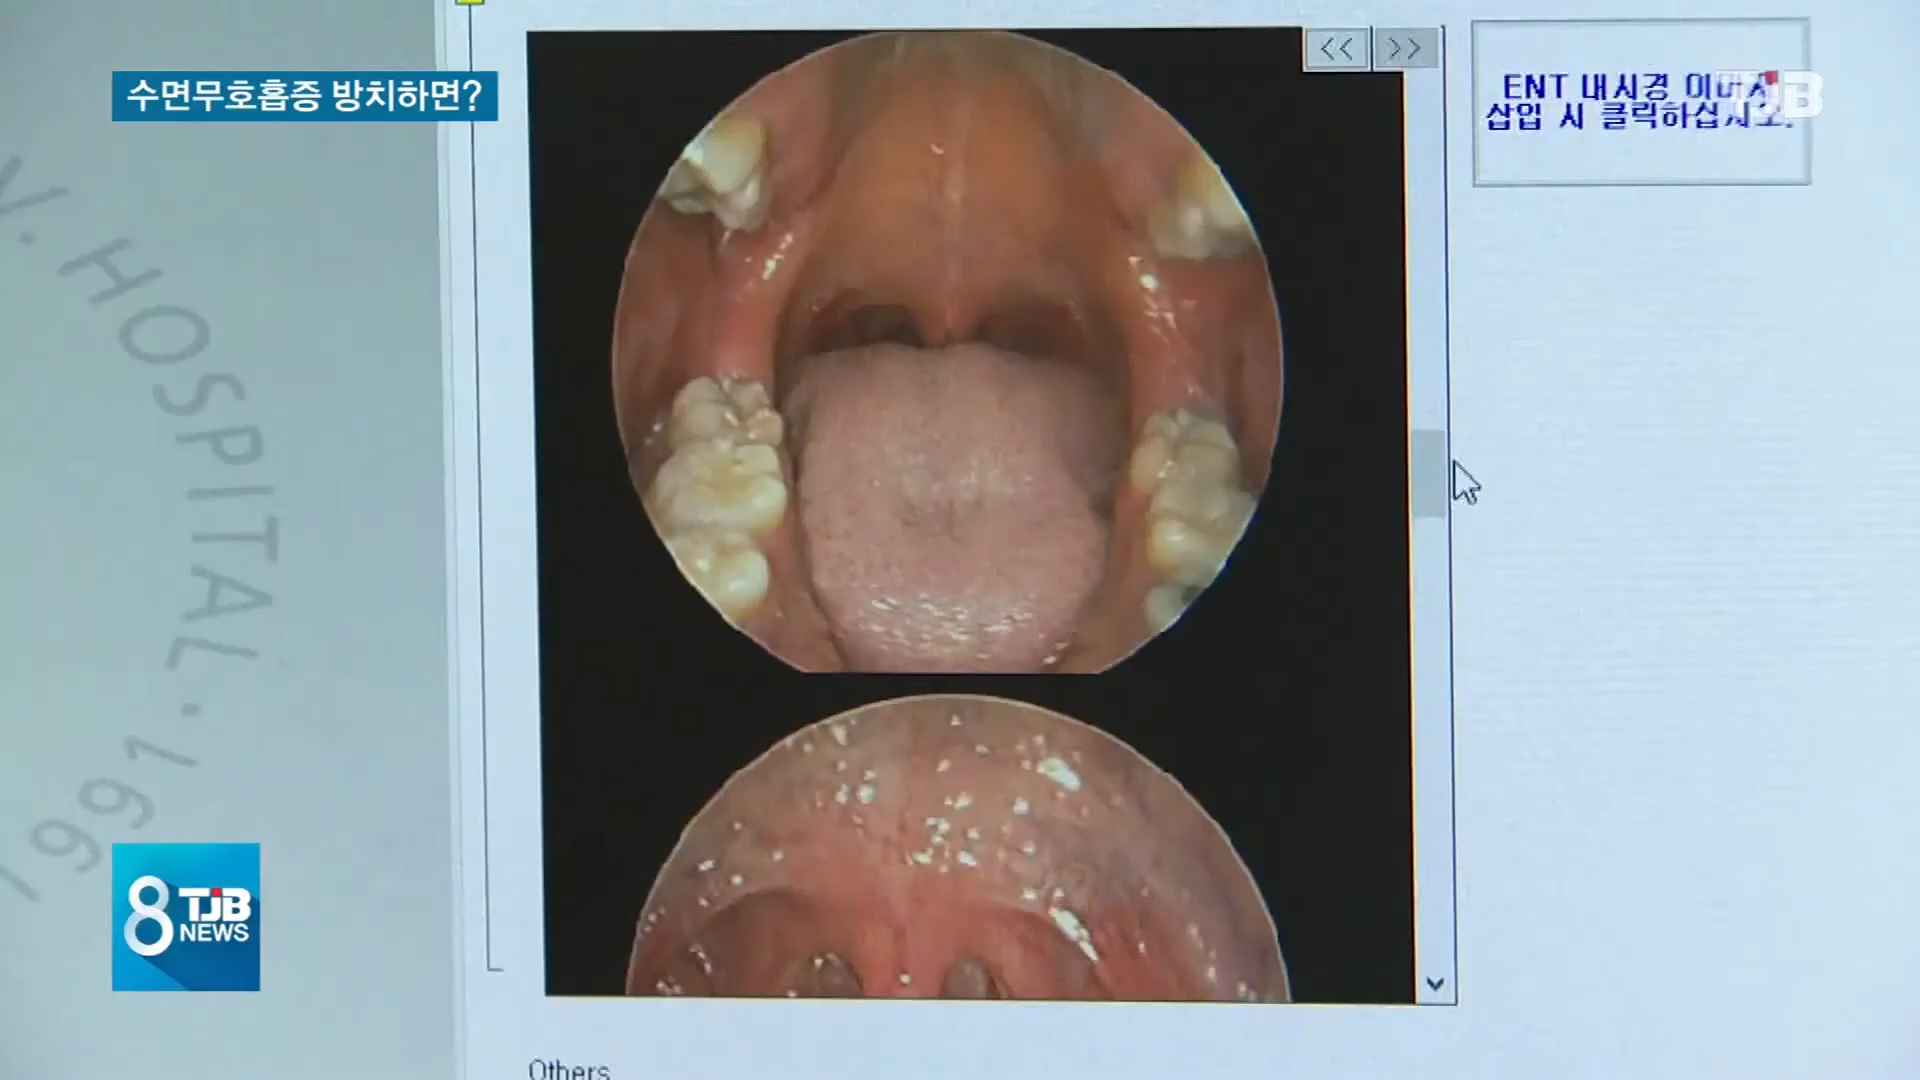 수면무호흡증 방치하면?
<< >>
ENT 내시경 이미지
삽입 시 클릭하십시오.
TJB
V. HOSPITAL. 1991
8 TJB
NEWS
Others